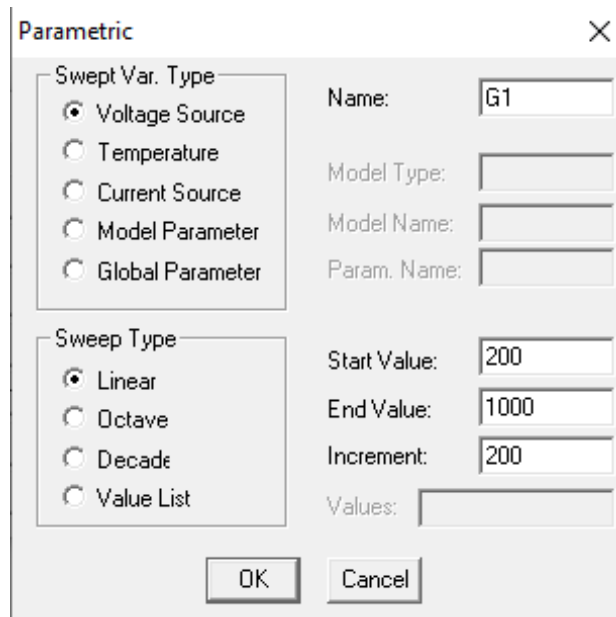 Parametric
Swept Var. Type
Voltage Source
Temperature
Current Source
Model Parameter
Global Parameter
Name: G1
Model Type:
Model Name:
Param. Name:
Sweep Type
Linear
Octave
Decade
Value List
Start Value: 200
End Value: 1000
Increment: 200
Values:
OK
Cancel